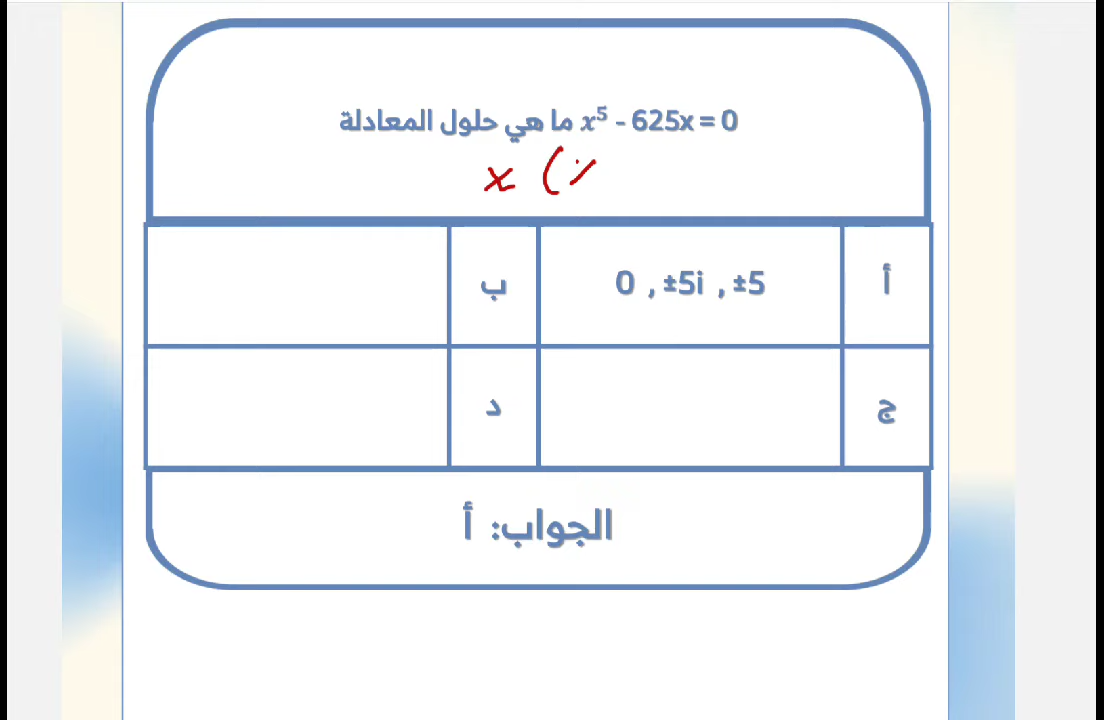 ما هي حلول المعادلة x⁵ - 625x = 0
x (
أ
0 , ±5i , ±5
ب
ج
د
الجواب: أ